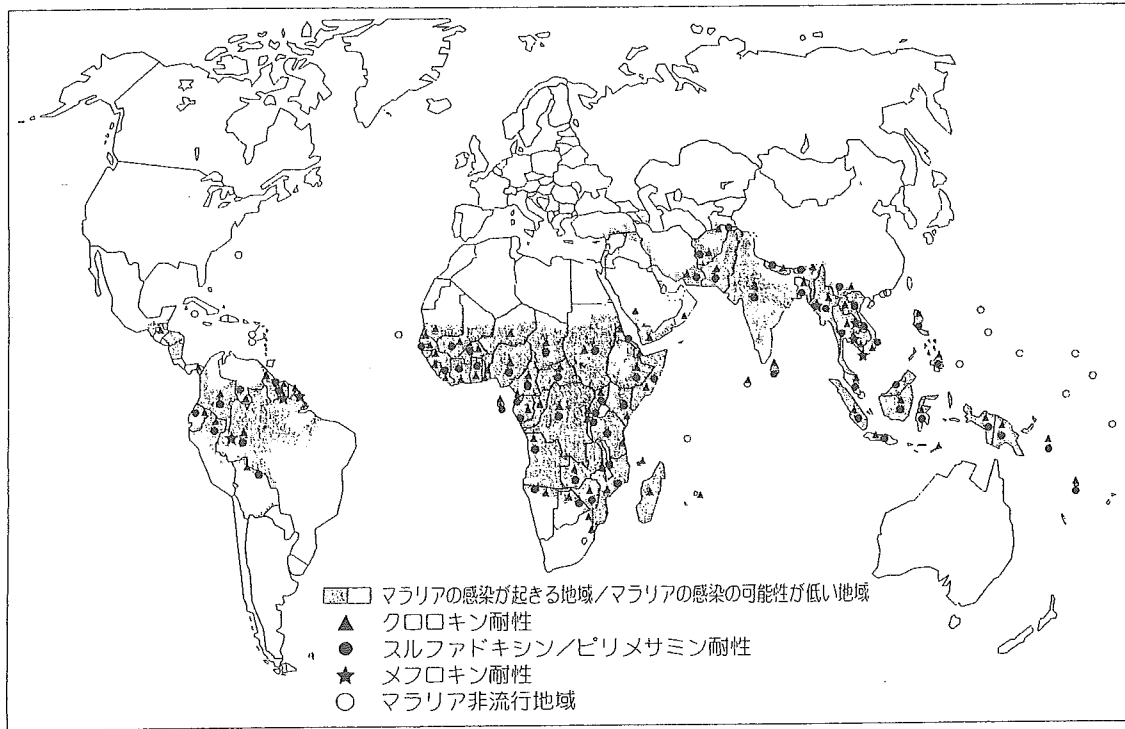 マラリアの感染が起きる地域/マラリアの感染の可能性が低い地域
クロロキン耐性
スルファドキシン/ピリメサミン耐性
メフロキン耐性
マラリア非流行地域